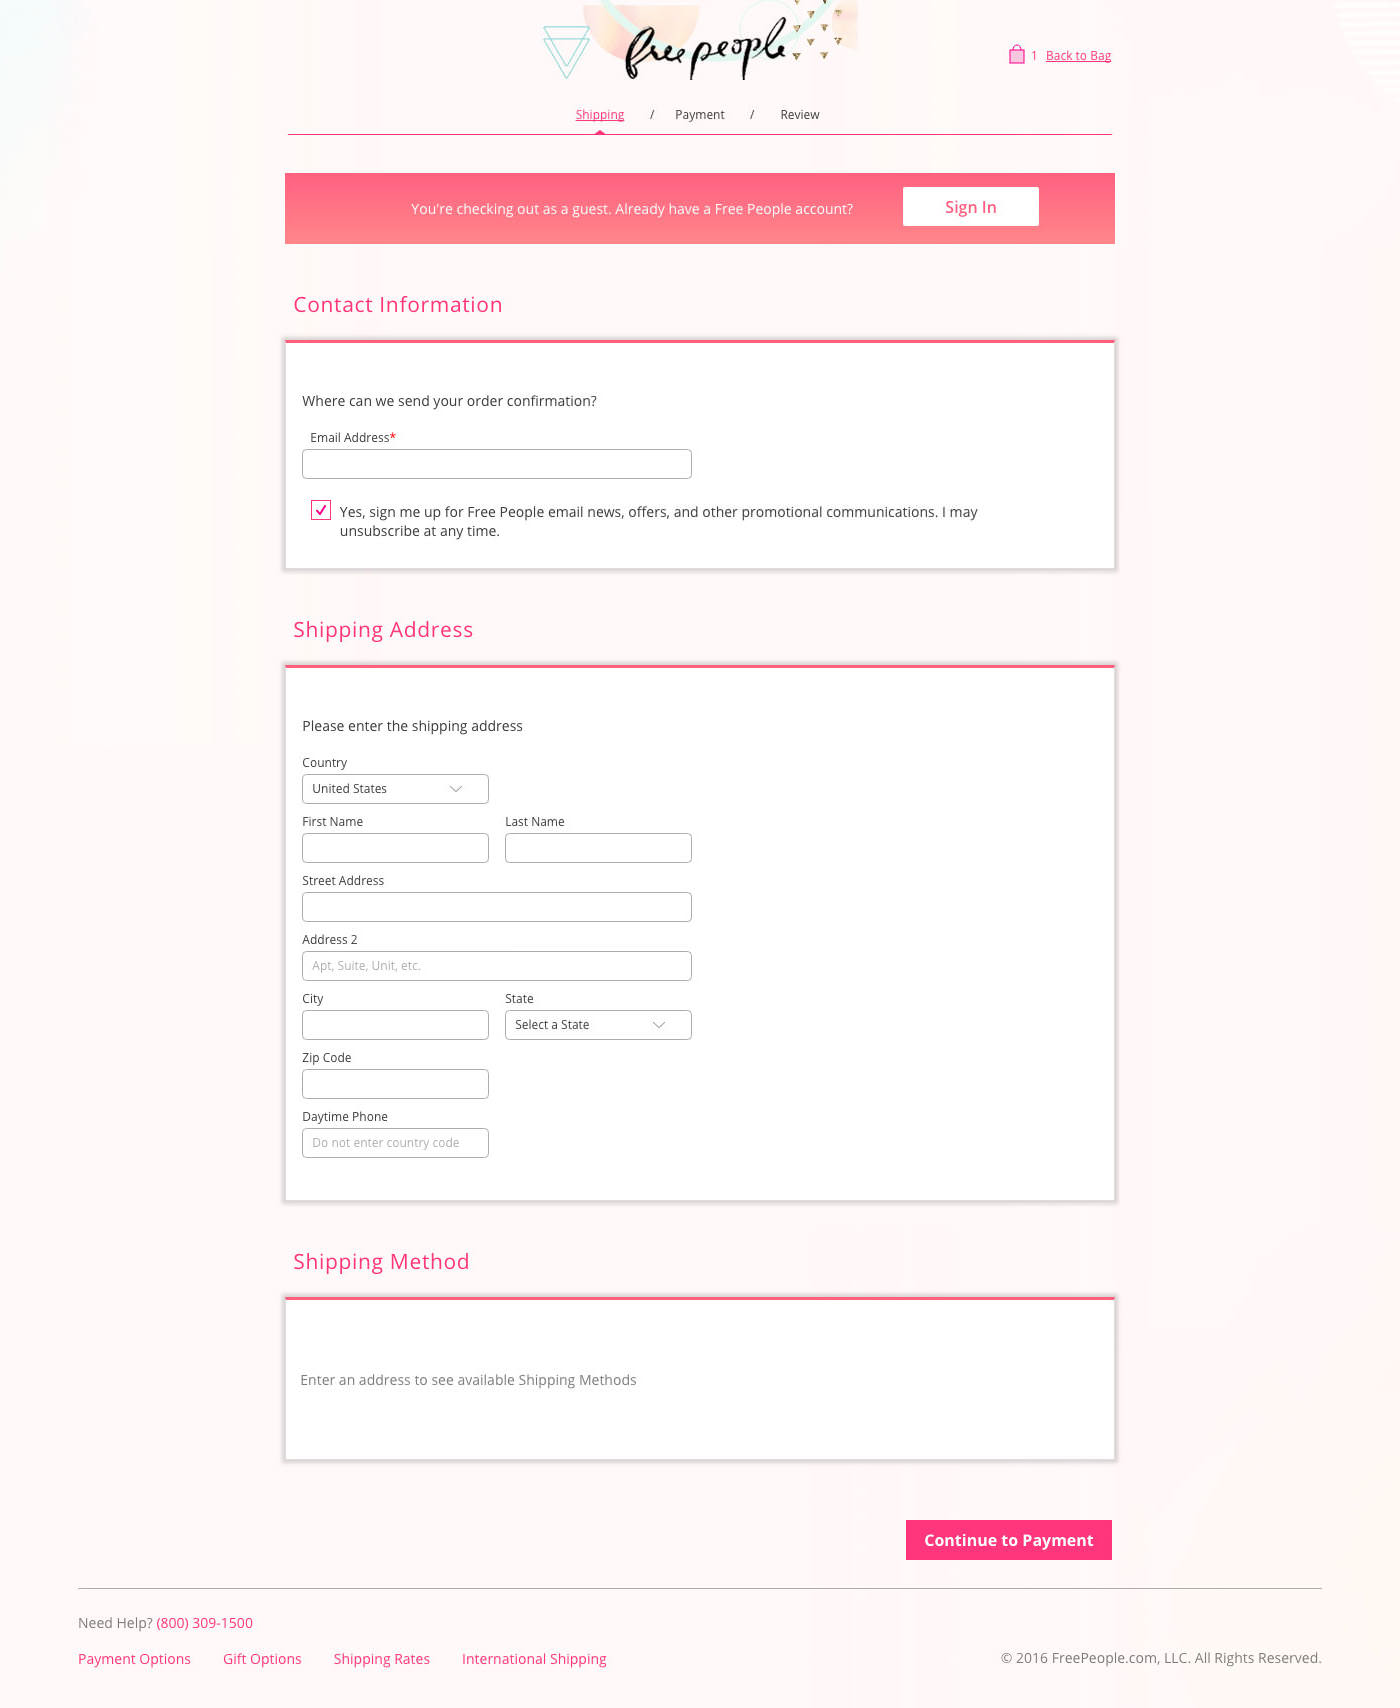 free people
1 Back to Bag
Shipping / Payment / Review
You're checking out as a guest. Already have a Free People account? Sign In
Contact Information
Where can we send your order confirmation?
Email Address*
Yes, sign me up for Free People email news, offers, and other promotional communications. I may
unsubscribe at any time.
Shipping Address
Please enter the shipping address
Country
United States
First Name Last Name
Street Address
Address 2
Apt, Suite, Unit, etc.
City State
Select a State
Zip Code
Daytime Phone
Do not enter country code
Shipping Method
Enter an address to see available Shipping Methods
Continue to Payment
Need Help? (800) 309-1500
Payment Options Gift Options Shipping Rates International Shipping
© 2016 FreePeople.com, LLC. All Rights Reserved.